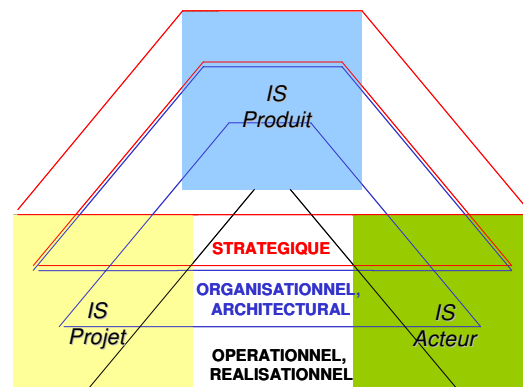 IS
Produit
STRATEGIQUE
ORGANISATIONNEL,
ARCHITECTURAL
IS
Projet
IS
Acteur
OPERATIONNEL,
REALISATIONNEL